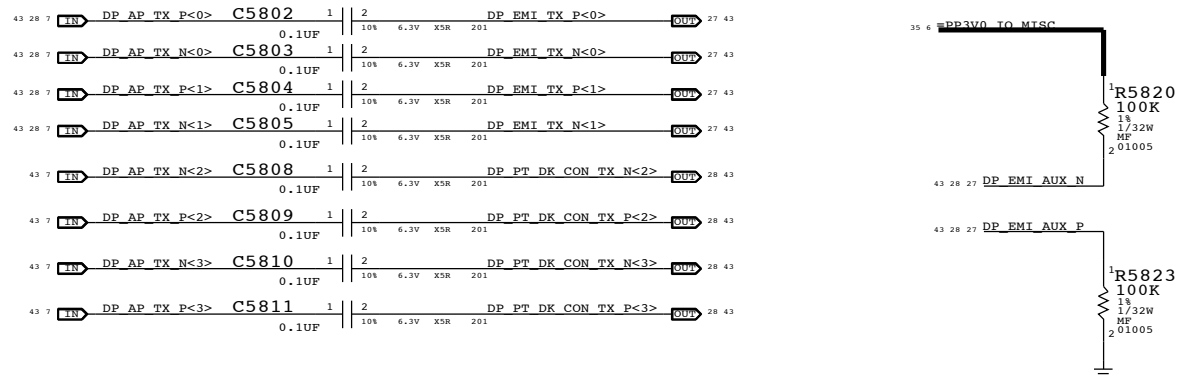 43 28 7 IN DP_AP_TX_P<0> C5802 1 2 DP_EMI_TX_P<0> OUT 27 43
0.1UF 10% 6.3V X5R 201
43 28 7 IN DP_AP_TX_N<0> C5803 1 2 DP_EMI_TX_N<0> OUT 27 43
0.1UF 10% 6.3V X5R 201
43 28 7 IN DP_AP_TX_P<1> C5804 1 2 DP_EMI_TX_P<1> OUT 27 43
0.1UF 10% 6.3V X5R 201
43 28 7 IN DP_AP_TX_N<1> C5805 1 2 DP_EMI_TX_N<1> OUT 27 43
0.1UF 10% 6.3V X5R 201
43 7 IN DP_AP_TX_N<2> C5808 1 2 DP_PT_DK_CON_TX_N<2> OUT 28 43
0.1UF 10% 6.3V X5R 201
43 7 IN DP_AP_TX_P<2> C5809 1 2 DP_PT_DK_CON_TX_P<2> OUT 28 43
0.1UF 10% 6.3V X5R 201
43 7 IN DP_AP_TX_N<3> C5810 1 2 DP_PT_DK_CON_TX_N<3> OUT 28 43
0.1UF 10% 6.3V X5R 201
43 7 IN DP_AP_TX_P<3> C5811 1 2 DP_PT_DK_CON_TX_P<3> OUT 28 43
0.1UF 10% 6.3V X5R 201
35 6 =PP3V0_IO_MISC
1 R5820
100K
1%
1/32W
MF
2 01005
43 28 27 DP_EMI_AUX_N
43 28 27 DP_EMI_AUX_P
1 R5823
100K
1%
1/32W
MF
2 01005